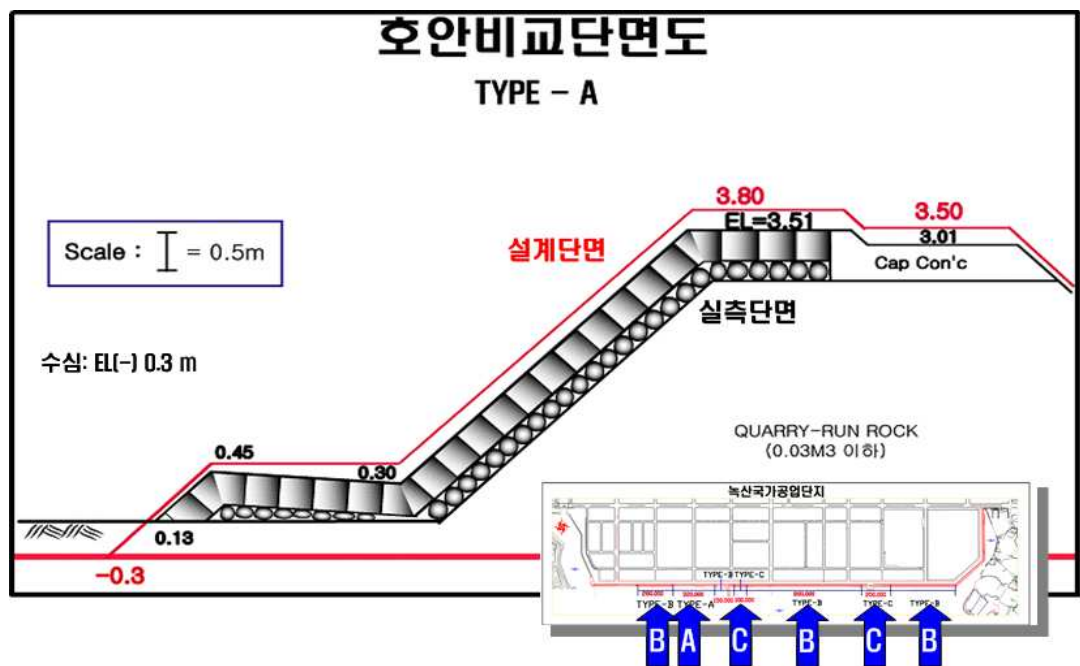 호안비교단면도
TYPE - A
3.80
EL=3.51
3.50
3.01
Cap Con'c
Scale : = 0.5m
설계단면
실측단면
수심: EL(-) 0.3 m
QUARRY-RUN ROCK
(0.03M3 이하)
0.45
0.30
0.13
-0.3
녹산국가공업단지
TYPE-B TYPE-C
TYPE-B TYPE-A TYPE-B TYPE-C TYPE-B
B A C B C B